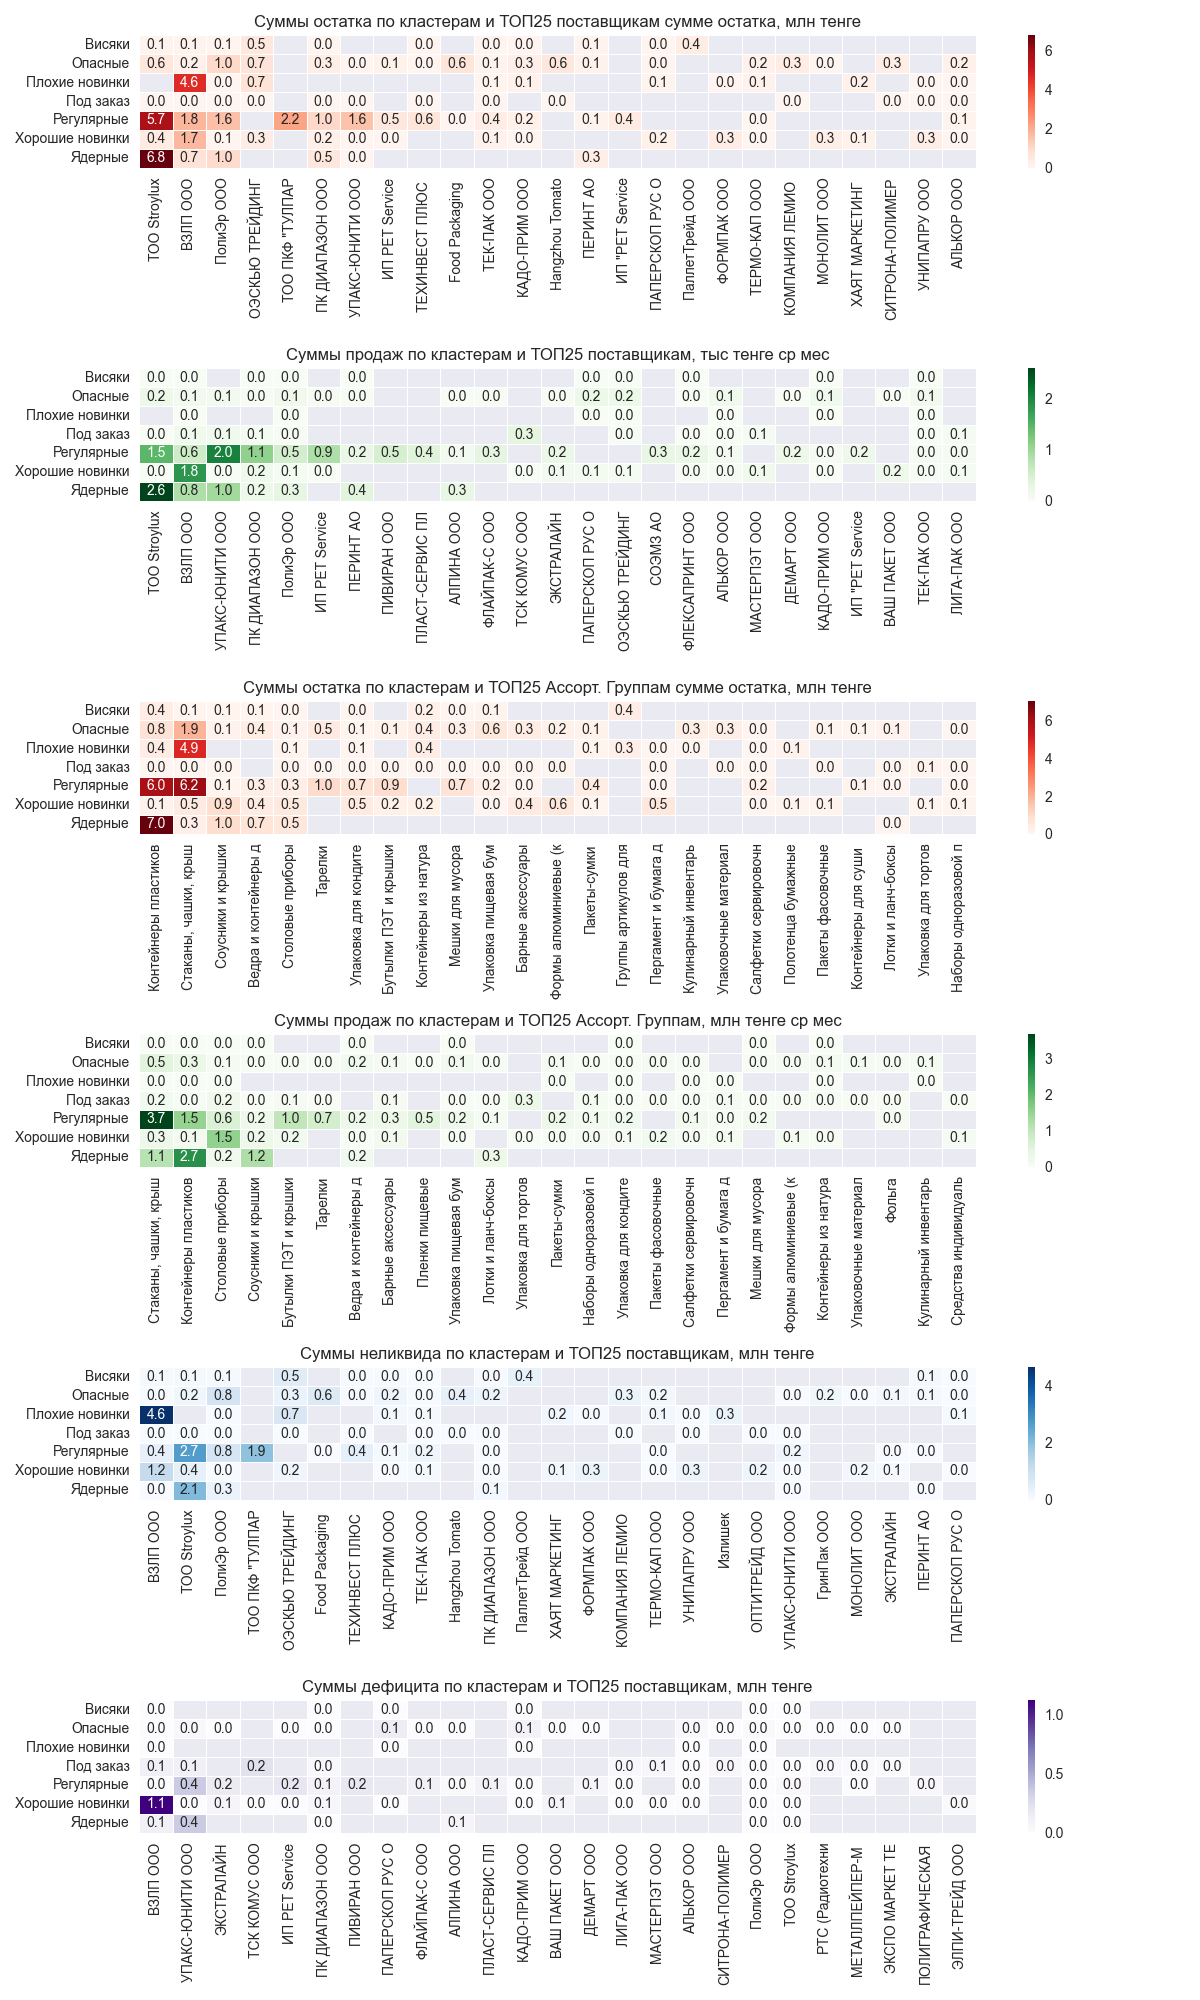 Суммы остатка по кластерам и ТОП25 поставщикам сумме остатка, млн тенге
Висяки 0.1 0.1 0.1 0.5 0.0 0.0 0.0 0.0 0.1 0.0 0.4
Опасные 0.6 0.2 1.0 0.7 0.3 0.0 0.1 0.0 0.6 0.1 0.3 0.6 0.1 0.0 0.2 0.3 0.0 0.3 0.2
Плохие новинки 4.6 0.0 0.7 0.1 0.1 0.1 0.0 0.1 0.2 0.0 0.0
Под заказ 0.0 0.0 0.0 0.0 0.0 0.0 0.0 0.0 0.0 0.0 0.0 0.0 0.0
Регулярные 5.7 1.8 1.6 2.2 1.0 1.6 0.5 0.6 0.0 0.4 0.2 0.1 0.4 0.0 0.1
Хорошие новинки 0.4 1.7 0.1 0.3 0.2 0.0 0.0 0.1 0.0 0.2 0.3 0.0 0.3 0.1 0.3 0.0
Ядерные 6.8 0.7 1.0 0.5 0.0 0.3
6
4
2
0
ТОО Stroylux
ВЗЛП ООО
ПолиЭр ООО
ОЭСКЬЮ ТРЕЙДИНГ
ТОО ПКФ "ТУЛПАР
ПК ДИАПАЗОН ООО
УПАКС-ЮНИТИ ООО
ИП PET Service
ТЕХИНВЕСТ ПЛЮС
Food Packaging
ТЕК-ПАК ООО
КАДО-ПРИМ ООО
Hangzhou Tomato
ПЕРИНТ АО
ИП "PET Service
ПАПЕРСКОП РУС О
ПаллетТрейд ООО
ФОРМПАК ООО
ТЕРМО-КАП ООО
КОМПАНИЯ ЛЕМИО
МОНОЛИТ ООО
ХАЯТ МАРКЕТИНГ
СИТРОНА-ПОЛИМЕР
УНИПАПРУ ООО
АЛЬКОР ООО
Суммы продаж по кластерам и ТОП25 поставщикам, тыс тенге ср мес
Висяки 0.0 0.0 0.0 0.0 0.0 0.0 0.0 0.0 0.0 0.0
Опасные 0.2 0.1 0.1 0.0 0.1 0.0 0.0 0.0 0.0 0.0 0.2 0.2 0.0 0.1 0.0 0.1 0.0 0.1
Плохие новинки 0.0 0.0 0.0 0.0 0.0 0.0 0.0 0.0
Под заказ 0.0 0.1 0.1 0.1 0.0 0.3 0.0 0.0 0.0 0.1 0.0 0.1
Регулярные 1.5 0.6 2.0 1.1 0.5 0.9 0.2 0.5 0.4 0.1 0.3 0.2 0.3 0.2 0.1 0.2 0.0 0.2 0.0 0.0
Хорошие новинки 0.0 1.8 0.0 0.2 0.1 0.0 0.0 0.1 0.1 0.1 0.0 0.0 0.1 0.0 0.2 0.0 0.1
Ядерные 2.6 0.8 1.0 0.2 0.3 0.4 0.3
2
1
0
ТОО Stroylux
ВЗЛП ООО
УПАКС-ЮНИТИ ООО
ПК ДИАПАЗОН ООО
ПолиЭр ООО
ИП PET Service
ПЕРИНТ АО
ПИВИРАН ООО
ПЛАСТ-СЕРВИС ПЛ
АЛПИНА ООО
ФЛАЙПАК-С ООО
ТСК КОМУС ООО
ЭКСТРАЛАЙН
ПАПЕРСКОП РУС О
ОЭСКЬЮ ТРЕЙДИНГ
СОЭМЗ АО
ФЛЕКСАПРИНТ ООО
АЛЬКОР ООО
МАСТЕРПЭТ ООО
ДЕМАРТ ООО
КАДО-ПРИМ ООО
ИП "PET Service
ВАШ ПАКЕТ ООО
ТЕК-ПАК ООО
ЛИГА-ПАК ООО
Суммы остатка по кластерам и ТОП25 Ассорт. Группам сумме остатка, млн тенге
Висяки 0.4 0.1 0.1 0.1 0.0 0.0 0.2 0.0 0.1 0.4
Опасные 0.8 1.9 0.1 0.4 0.1 0.5 0.1 0.1 0.4 0.3 0.6 0.3 0.2 0.1 0.3 0.3 0.0 0.1 0.1 0.1 0.0
Плохие новинки 0.4 4.9 0.1 0.1 0.4 0.1 0.3 0.0 0.0 0.0 0.1
Под заказ 0.0 0.0 0.0 0.0 0.0 0.0 0.0 0.0 0.0 0.0 0.0 0.0 0.0 0.0 0.0 0.0 0.0 0.1 0.0
Регулярные 6.0 6.2 0.1 0.3 0.3 1.0 0.7 0.9 0.7 0.2 0.0 0.4 0.0 0.2 0.1 0.0 0.0
Хорошие новинки 0.1 0.5 0.9 0.4 0.5 0.5 0.2 0.2 0.0 0.4 0.6 0.1 0.5 0.0 0.1 0.1 0.1 0.1
Ядерные 7.0 0.3 1.0 0.7 0.5 0.0
6
4
2
0
Контейнеры пластиков
Стаканы, чашки, крыш
Соусники и крышки
Ведра и контейнеры д
Столовые приборы
Тарелки
Упаковка для кондите
Бутылки ПЭТ и крышки
Контейнеры из натура
Мешки для мусора
Упаковка пищевая бум
Барные аксессуары
Формы алюминиевые (к
Пакеты-сумки
Группы артикулов для
Пергамент и бумага д
Кулинарный инвентарь
Упаковочные материал
Салфетки сервировочн
Полотенца бумажные
Пакеты фасовочные
Контейнеры для суши
Лотки и ланч-боксы
Упаковка для тортов
Наборы одноразовой п
Суммы продаж по кластерам и ТОП25 Ассорт. Группам, млн тенге ср мес
Висяки 0.0 0.0 0.0 0.0 0.0 0.0 0.0 0.0 0.0
Опасные 0.5 0.3 0.1 0.0 0.0 0.0 0.2 0.1 0.0 0.1 0.0 0.1 0.0 0.0 0.0 0.0 0.0 0.0 0.1 0.1 0.0 0.1
Плохие новинки 0.0 0.0 0.0 0.0 0.0 0.0 0.0 0.0 0.0
Под заказ 0.2 0.0 0.2 0.0 0.1 0.0 0.1 0.0 0.0 0.3 0.1 0.0 0.0 0.0 0.1 0.0 0.0 0.0 0.0 0.0 0.0
Регулярные 3.7 1.5 0.6 0.2 1.0 0.7 0.2 0.3 0.5 0.2 0.1 0.2 0.1 0.2 0.1 0.0 0.2 0.0
Хорошие новинки 0.3 0.1 1.5 0.2 0.2 0.0 0.1 0.0 0.0 0.0 0.0 0.1 0.2 0.0 0.1 0.1 0.0 0.1
Ядерные 1.1 2.7 0.2 1.2 0.2 0.3
3
2
1
0
Стаканы, чашки, крыш
Контейнеры пластиков
Столовые приборы
Соусники и крышки
Бутылки ПЭТ и крышки
Тарелки
Ведра и контейнеры д
Барные аксессуары
Пленки пищевые
Упаковка пищевая бум
Лотки и ланч-боксы
Упаковка для тортов
Пакеты-сумки
Наборы одноразовой п
Упаковка для кондите
Пакеты фасовочные
Салфетки сервировочн
Пергамент и бумага д
Мешки для мусора
Формы алюминиевые (к
Контейнеры из натура
Упаковочные материал
Фольга
Кулинарный инвентарь
Средства индивидуаль
Суммы неликвида по кластерам и ТОП25 поставщикам, млн тенге
Висяки 0.1 0.1 0.1 0.5 0.0 0.0 0.0 0.0 0.4 0.1 0.0
Опасные 0.0 0.2 0.8 0.3 0.6 0.0 0.2 0.0 0.4 0.2 0.3 0.2 0.0 0.2 0.0 0.1 0.1 0.0
Плохие новинки 4.6 0.0 0.7 0.1 0.1 0.2 0.0 0.1 0.0 0.3 0.1
Под заказ 0.0 0.0 0.0 0.0 0.0 0.0 0.0 0.0 0.0 0.0 0.0 0.0 0.0 0.0
Регулярные 0.4 2.7 0.8 1.9 0.0 0.4 0.1 0.2 0.0 0.0 0.2 0.0 0.0
Хорошие новинки 1.2 0.4 0.0 0.2 0.0 0.1 0.0 0.1 0.3 0.0 0.3 0.2 0.0 0.2 0.1 0.0
Ядерные 0.0 2.1 0.3 0.1 0.0 0.0
4
2
0
ВЗЛП ООО
ТОО Stroylux
ПолиЭр ООО
ТОО ПКФ "ТУЛПАР
ОЭСКЬЮ ТРЕЙДИНГ
Food Packaging
ТЕХИНВЕСТ ПЛЮС
КАДО-ПРИМ ООО
ТЕК-ПАК ООО
Hangzhou Tomato
ПК ДИАПАЗОН ООО
ПаллетТрейд ООО
ХАЯТ МАРКЕТИНГ
ФОРМПАК ООО
КОМПАНИЯ ЛЕМИО
ТЕРМО-КАП ООО
УНИПАПРУ ООО
Излишек
ОПТИТРЕЙД ООО
УПАКС-ЮНИТИ ООО
ГринПак ООО
МОНОЛИТ ООО
ЭКСТРАЛАЙН
ПЕРИНТ АО
ПАПЕРСКОП РУС О
Суммы дефицита по кластерам и ТОП25 поставщикам, млн тенге
Висяки 0.0 0.0 0.0 0.0 0.0 0.0
Опасные 0.0 0.0 0.0 0.0 0.0 0.1 0.0 0.0 0.1 0.0 0.0 0.0 0.0 0.0 0.0 0.0 0.0 0.0
Плохие новинки 0.0 0.0 0.0 0.0 0.0
Под заказ 0.1 0.1 0.2 0.0 0.0 0.1 0.0 0.0 0.0 0.0 0.0 0.0 0.0
Регулярные 0.0 0.4 0.2 0.2 0.1 0.2 0.1 0.0 0.1 0.0 0.1 0.0 0.0 0.0 0.0 0.0 0.0
Хорошие новинки 1.1 0.0 0.1 0.0 0.0 0.1 0.0 0.0 0.1 0.0 0.0 0.0 0.0 0.0 0.0
Ядерные 0.1 0.4 0.0 0.1 0.0 0.0
1.0
0.5
0.0
ВЗЛП ООО
УПАКС-ЮНИТИ ООО
ЭКСТРАЛАЙН
ТСК КОМУС ООО
ИП PET Service
ПК ДИАПАЗОН ООО
ПИВИРАН ООО
ПАПЕРСКОП РУС О
ФЛАЙПАК-С ООО
АЛПИНА ООО
ПЛАСТ-СЕРВИС ПЛ
КАДО-ПРИМ ООО
ВАШ ПАКЕТ ООО
ДЕМАРТ ООО
ЛИГА-ПАК ООО
МАСТЕРПЭТ ООО
АЛЬКОР ООО
СИТРОНА-ПОЛИМЕР
ПолиЭр ООО
ТОО Stroylux
РТС (Радиотехни
МЕТАЛЛПЕЙПЕР-М
ЭКСПО МАРКЕТ ТЕ
ПОЛИГРАФИЧЕСКАЯ
ЭЛПИ-ТРЕЙД ООО